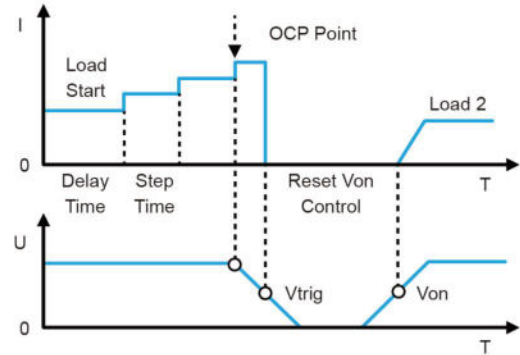 I
OCP Point
Load
Start
Load 2
0
Delay
Time
Step
Time
Reset Von
Control
T
U
Vtrig
Von
0
T